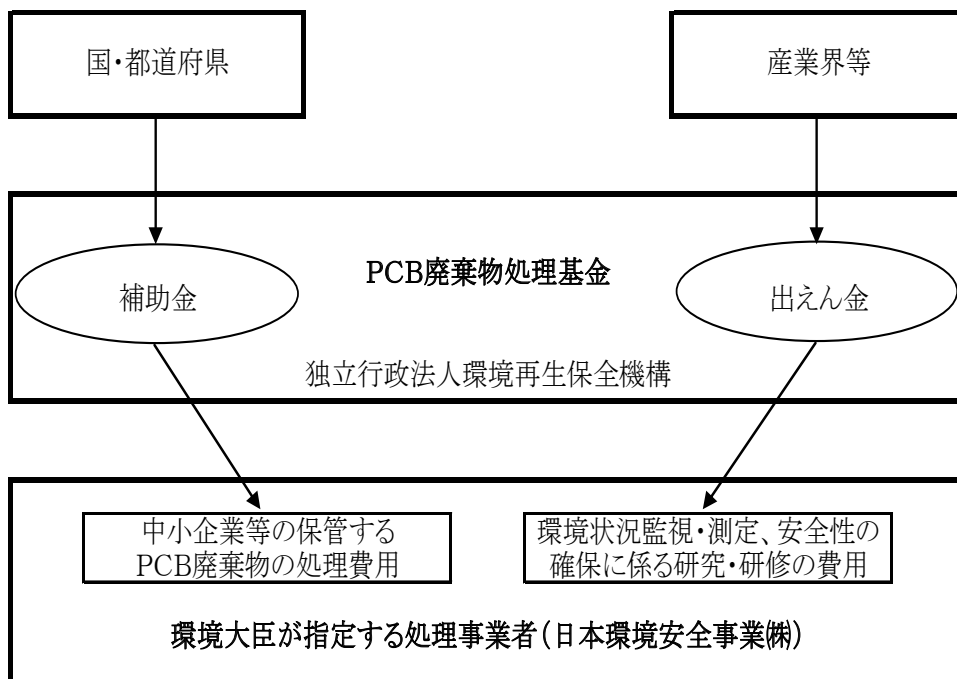 国・都道府県
産業界等
PCB廃棄物処理基金
補助金
出えん金
独立行政法人環境再生保全機構
中小企業等の保管する
PCB廃棄物の処理費用
環境状況監視・測定、安全性の
確保に係る研究・研修の費用
環境大臣が指定する処理事業者(日本環境安全事業㈱)